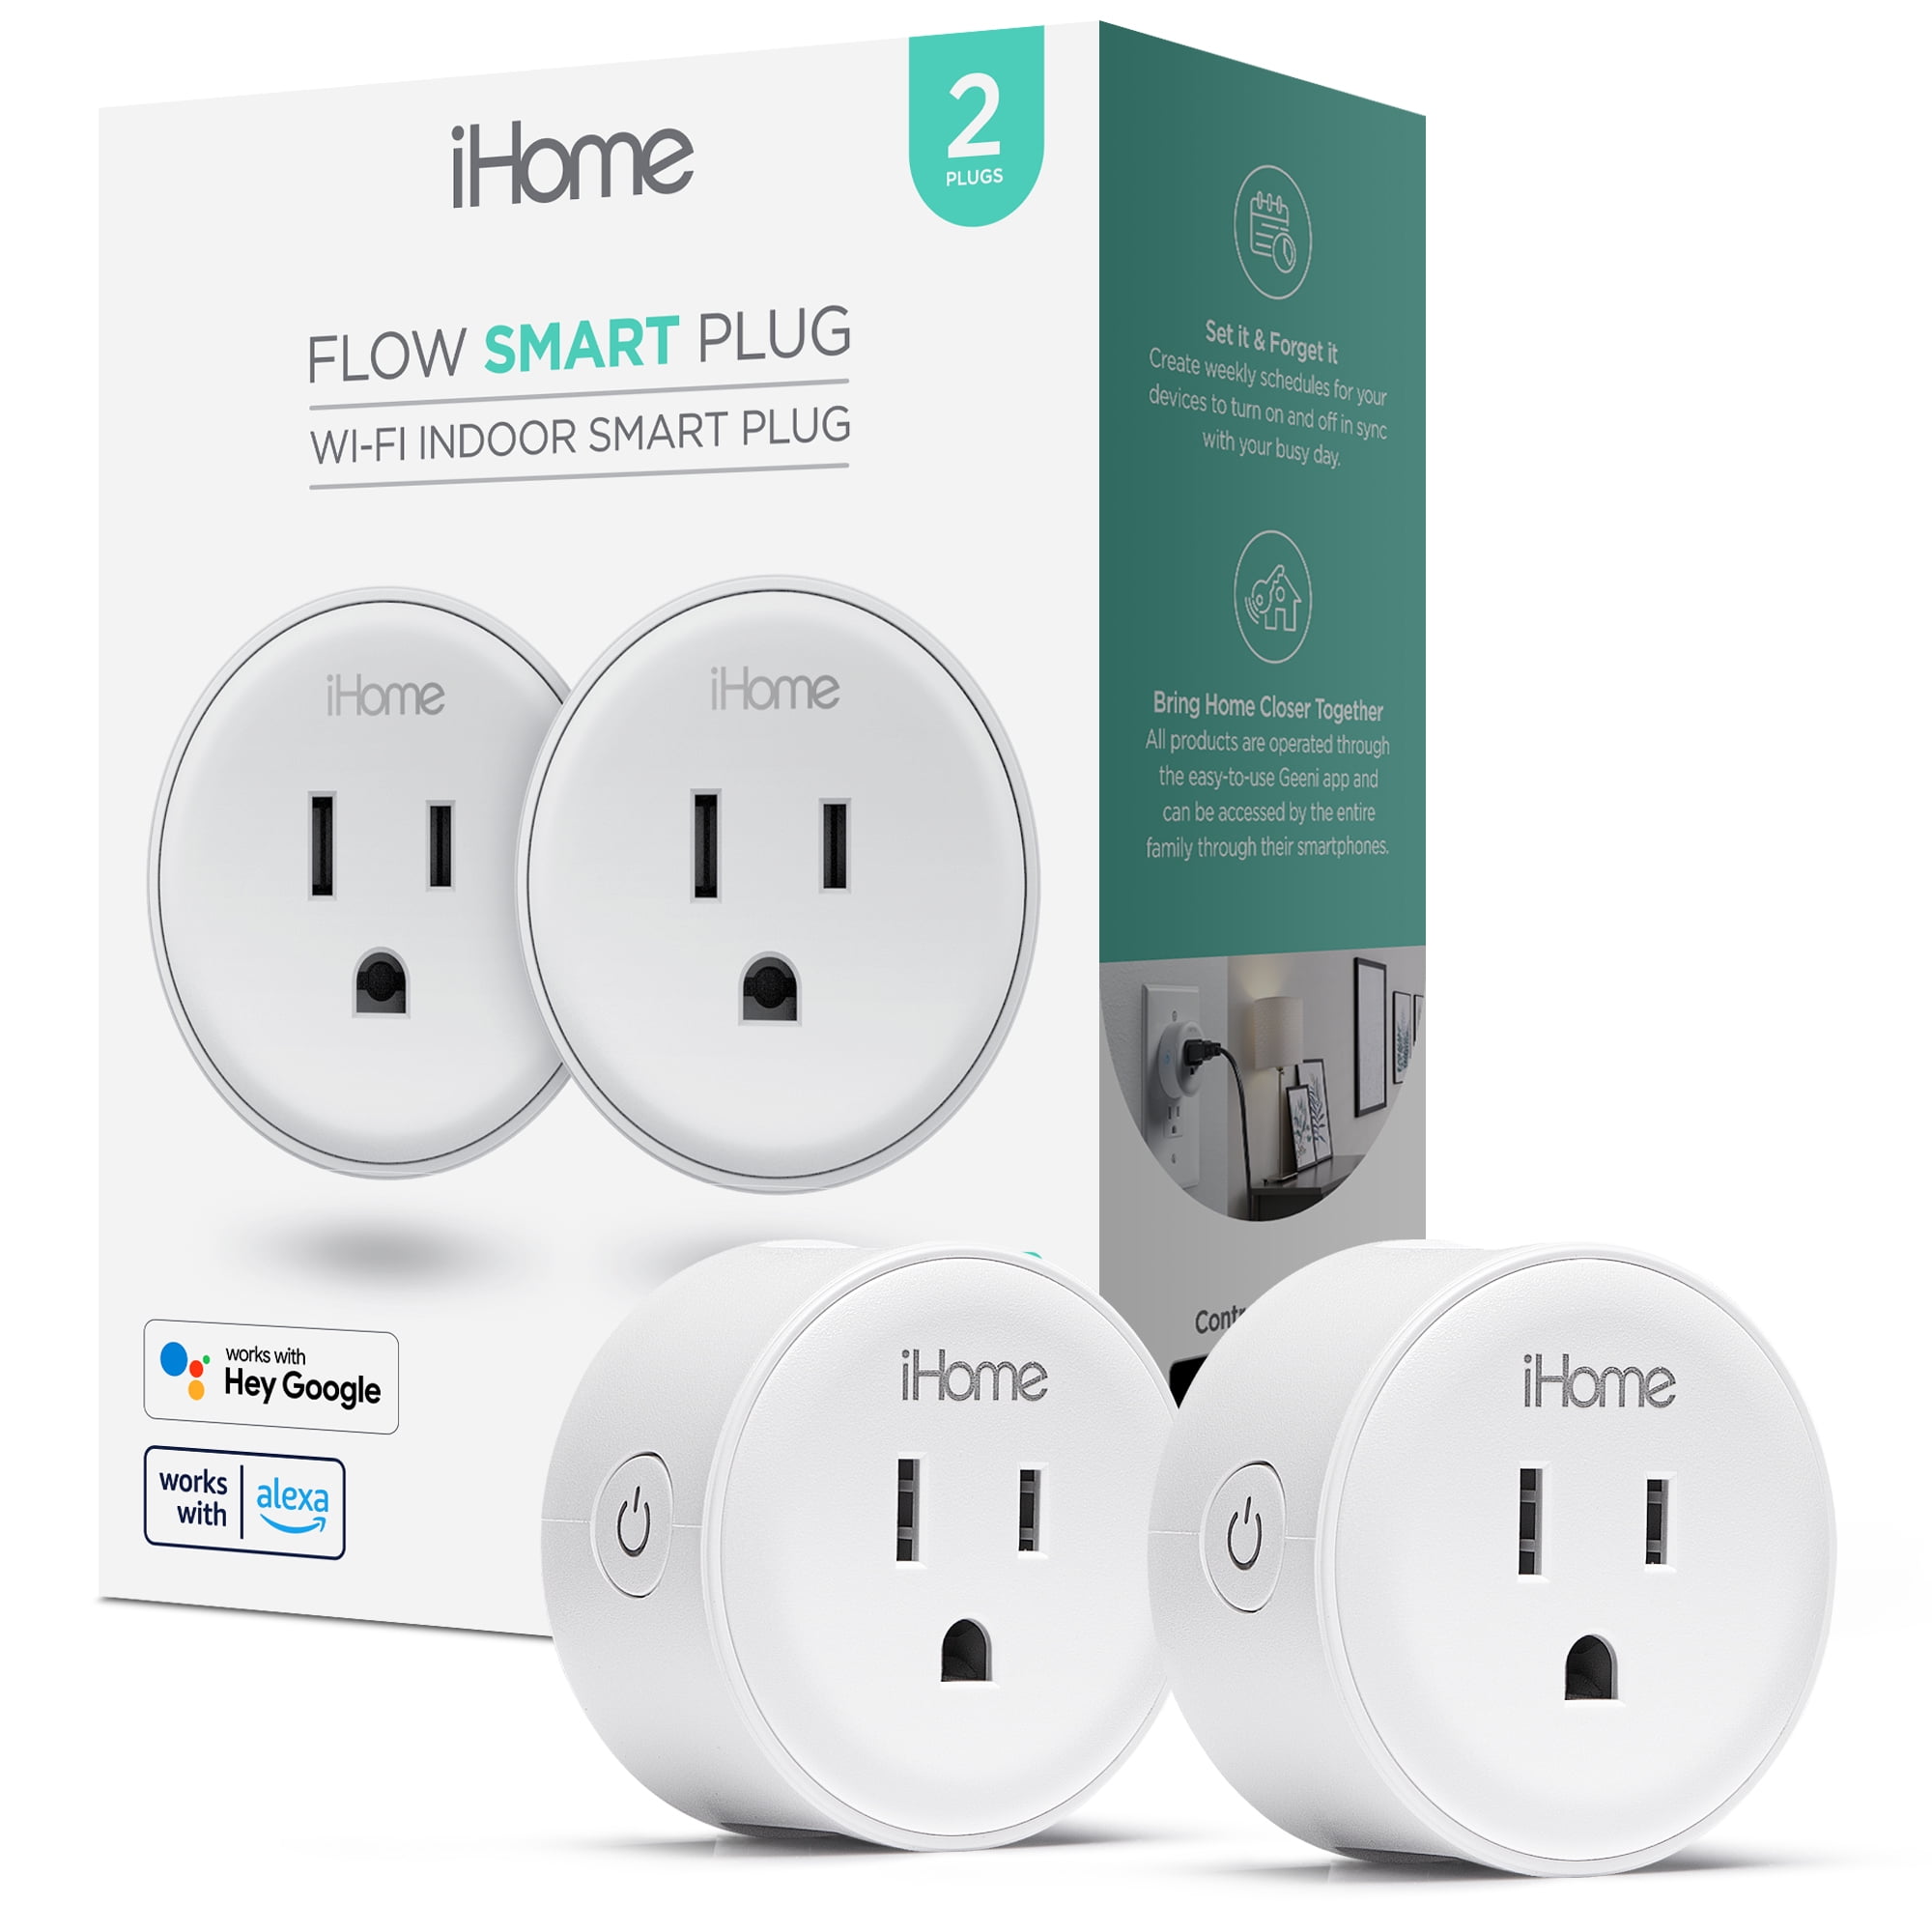 iHome
2
PLUGS
FLOW SMART PLUG
WI-FI INDOOR SMART PLUG
iHome
iHome
works with
Hey Google
works
with
alexa
Set it & Forget it
Create weekly schedules for your
devices to turn on and off in sync
with your busy day.
Bring Home Closer Together
All products are operated through
the easy-to-use Geeni app and
can be accessed by the entire
family through their smartphones.
iHome
iHome